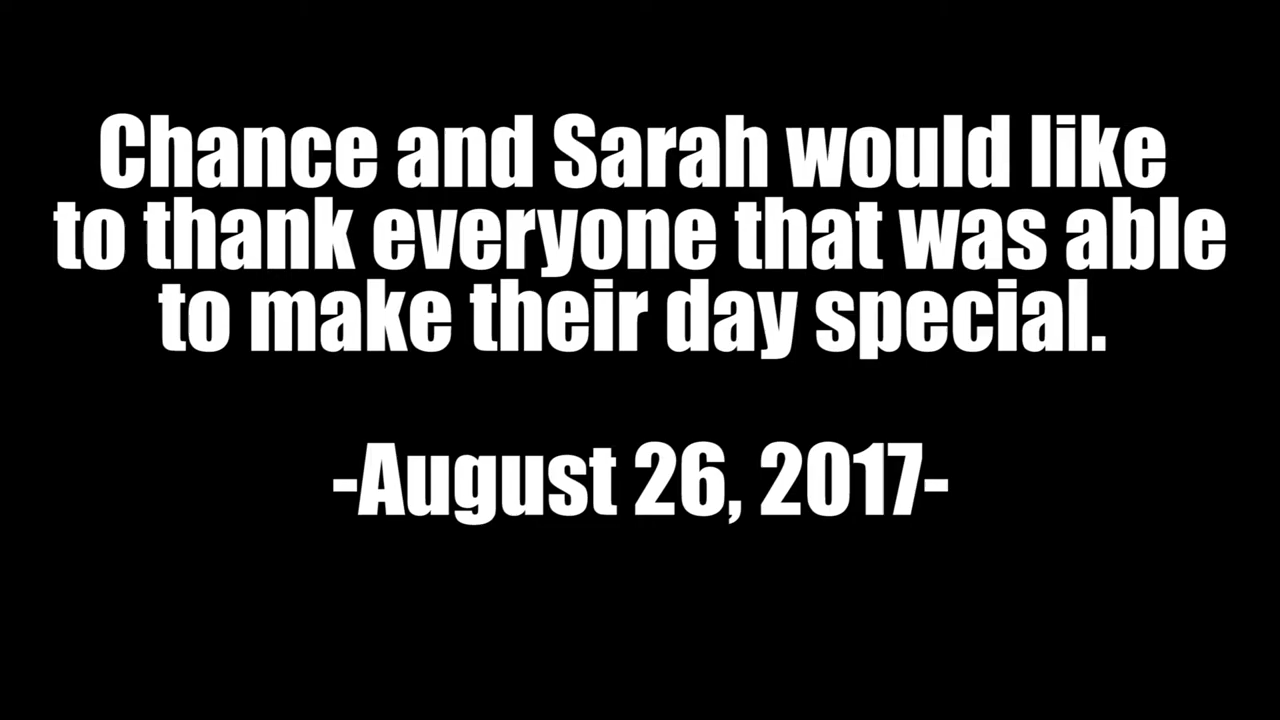 Chance and Sarah would like
to thank everyone that was able
to make their day special.
-August 26, 2017-